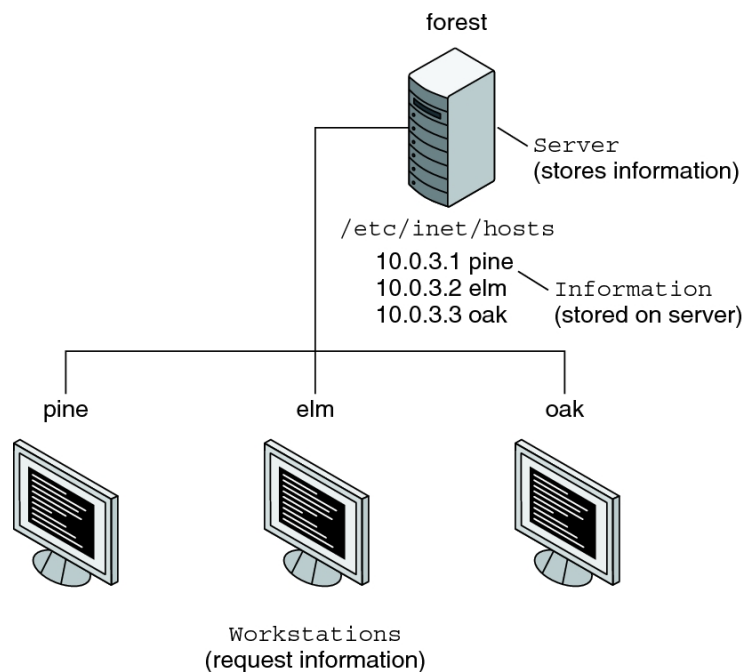 forest
Server
(stores information)
/etc/inet/hosts
10.0.3.1 pine
10.0.3.2 elm
10.0.3.3 oak
Information
(stored on server)
pine
elm
oak
Workstations
(request information)